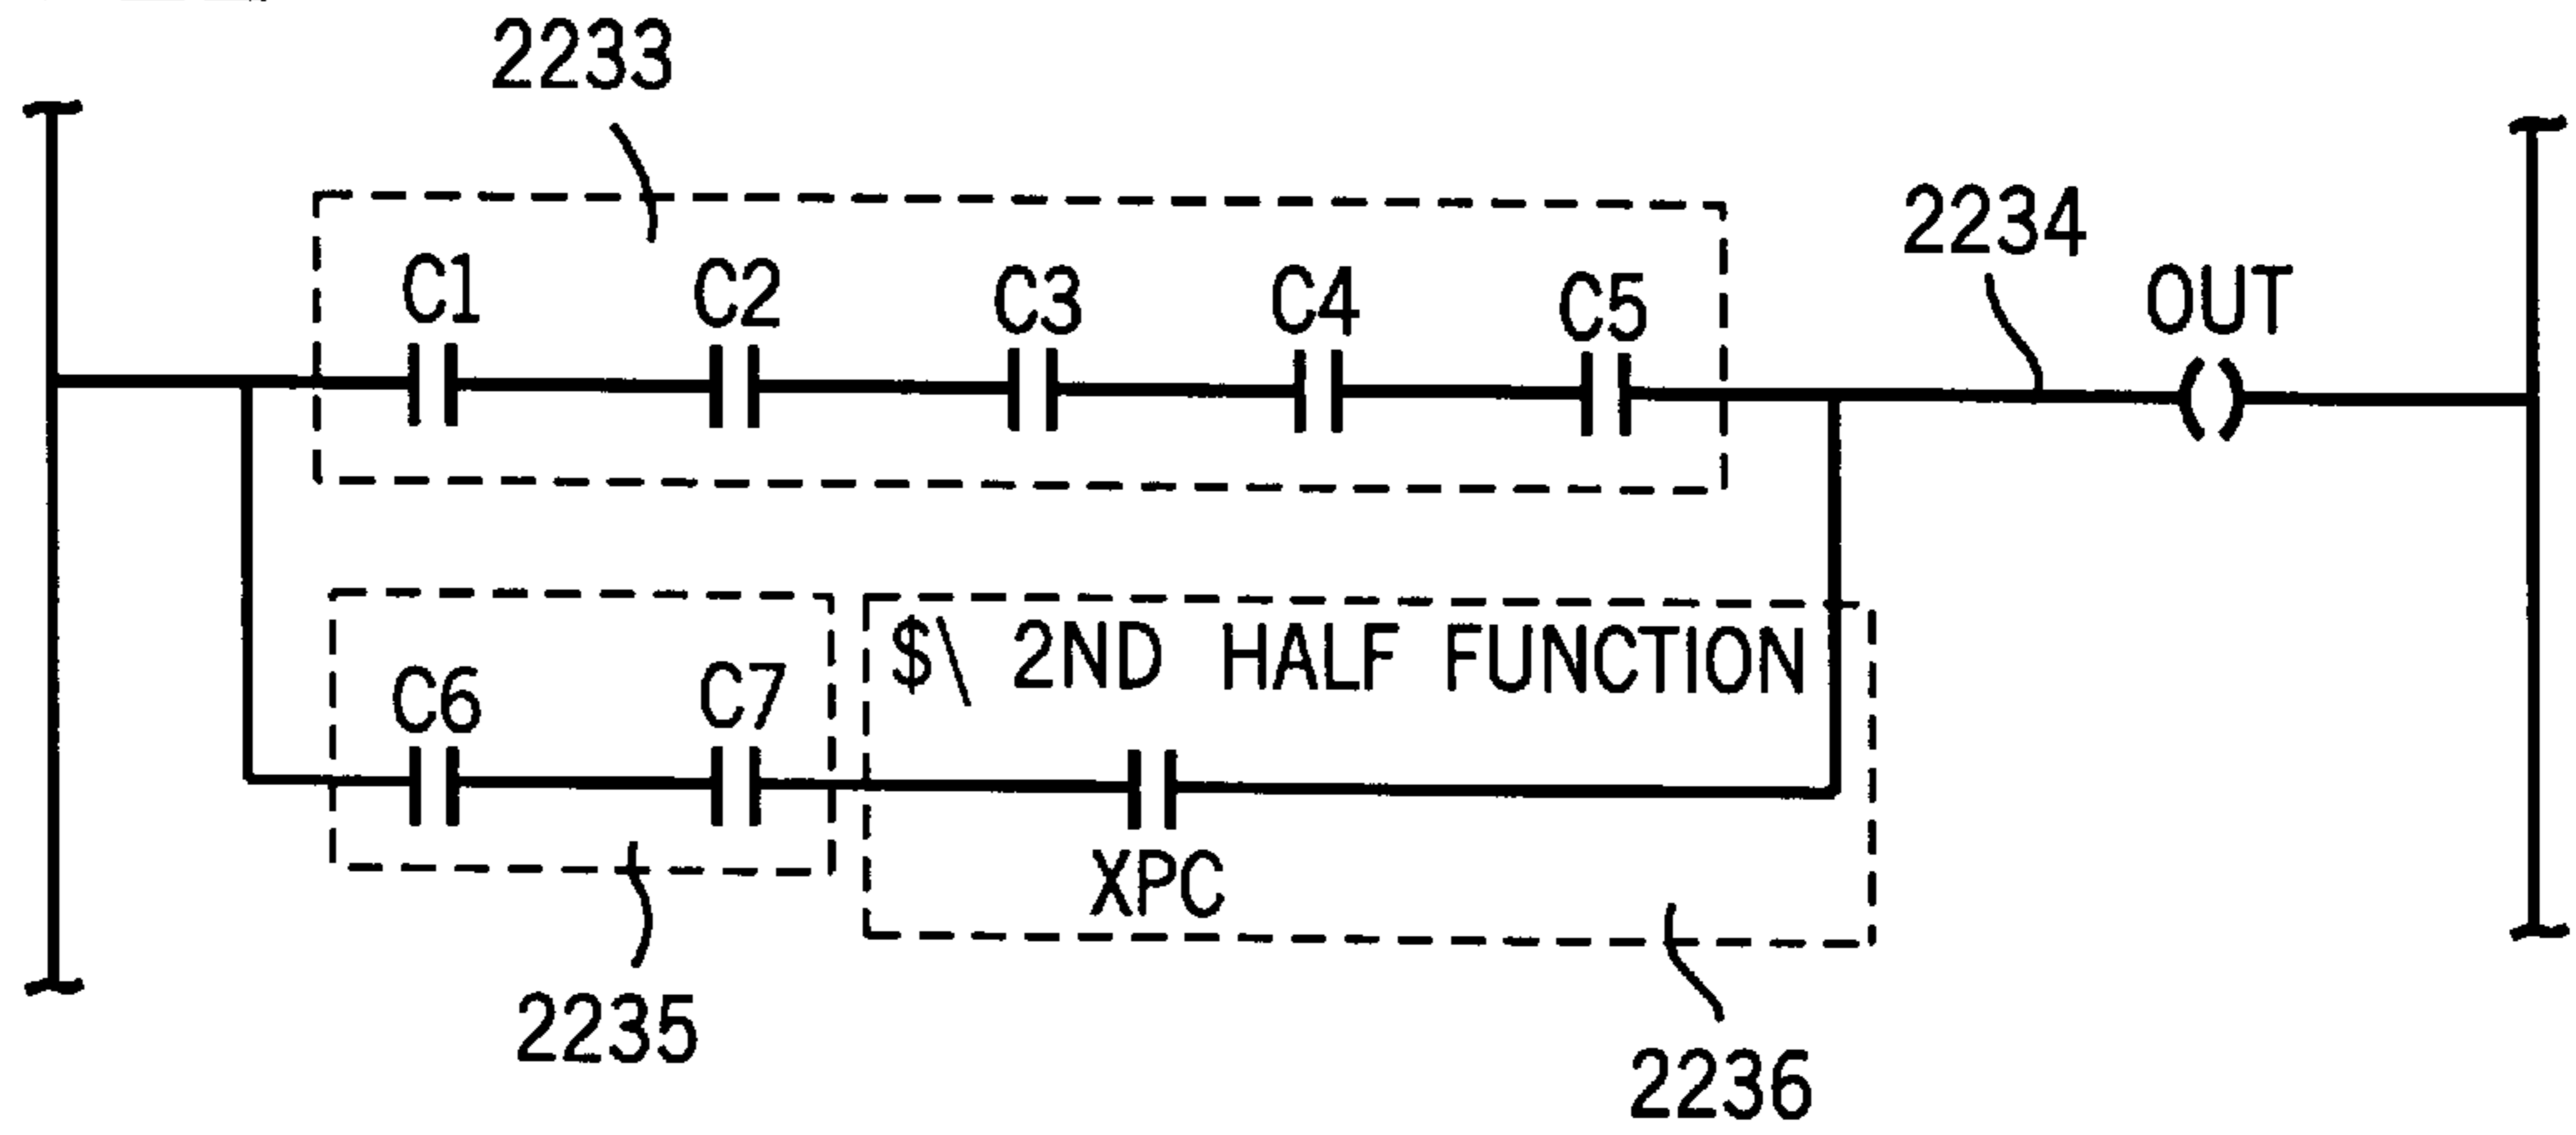 2233
2234
C1 C2 C3 C4 C5 OUT
$\ 2ND HALF FUNCTION
C6 C7
XPC
2235
2236